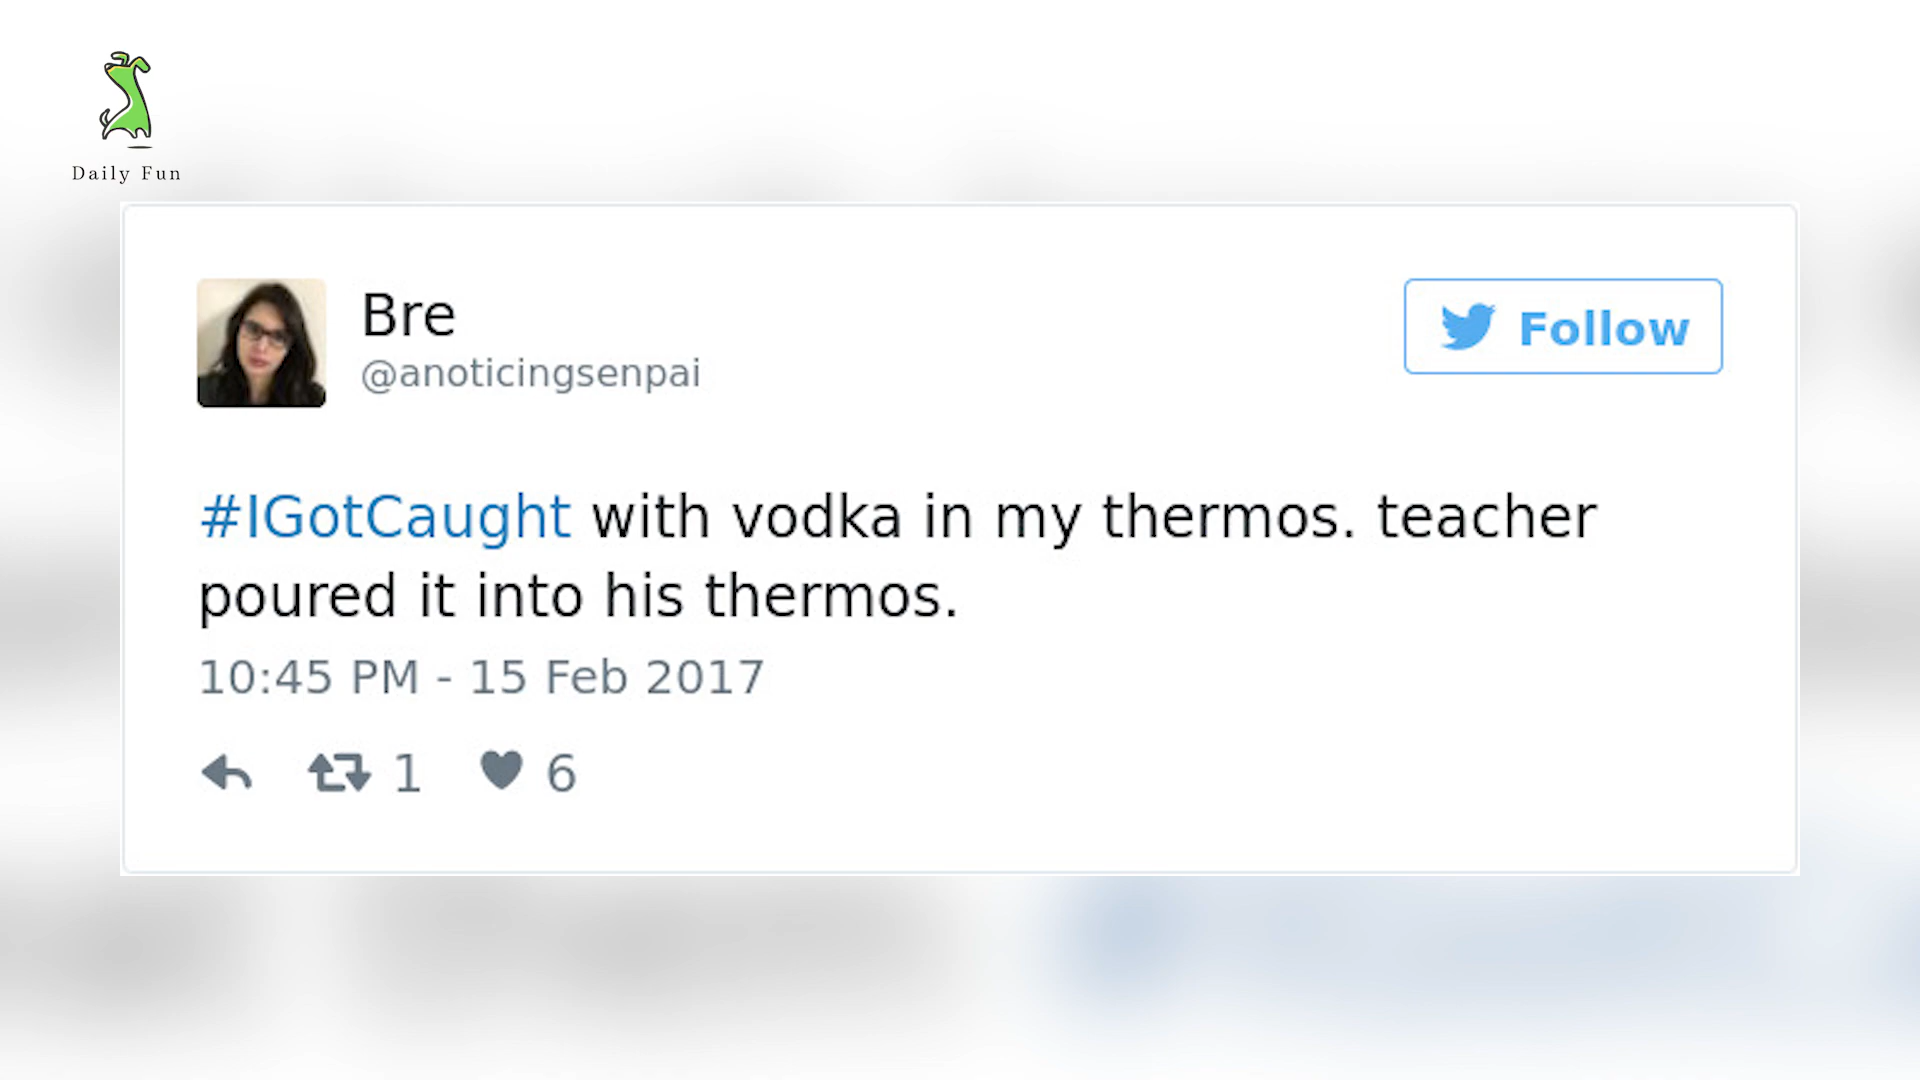 Daily Fun
Bre
@anoticingsenpai
Follow
#IGotCaught with vodka in my thermos. teacher
poured it into his thermos.
10:45 PM - 15 Feb 2017
1 6